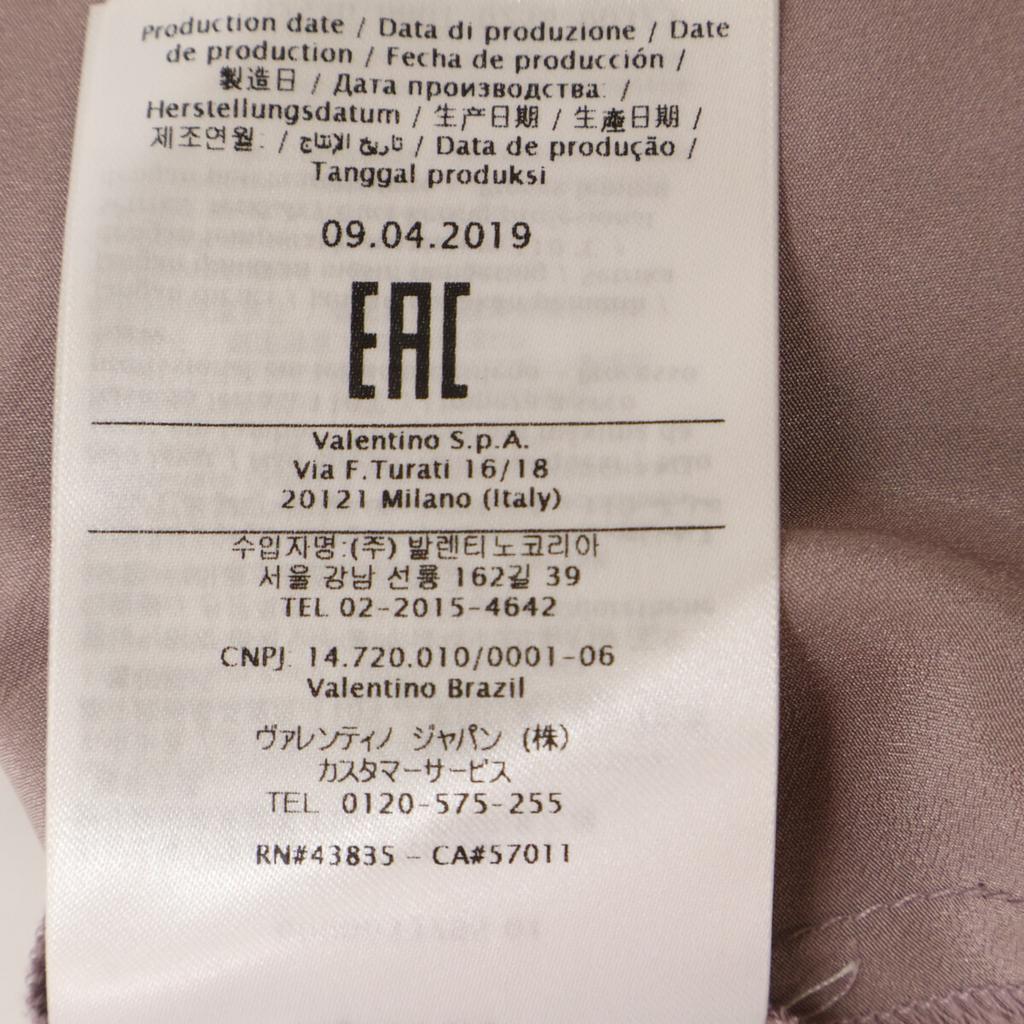 Production date / Data di produzione / Date
de production / Fecha de producción /
製造日 / Дата производства: /
Herstellungsdatum / 生产日期 / 生產日期 /
제조연월: / تاريخ الإنتاج / Data de produção /
Tanggal produksi
09.04.2019
EAC
Valentino S.p.A.
Via F.Turati 16/18
20121 Milano (Italy)
수입자명:(주) 발렌티노코리아
서울 강남 선릉 162길 39
TEL 02-2015-4642
CNPJ: 14.720.010/0001-06
Valentino Brazil
ヴァレンティノ ジャパン (株)
カスタマーサービス
TEL 0120-575-255
RN#43835 - CA#57011